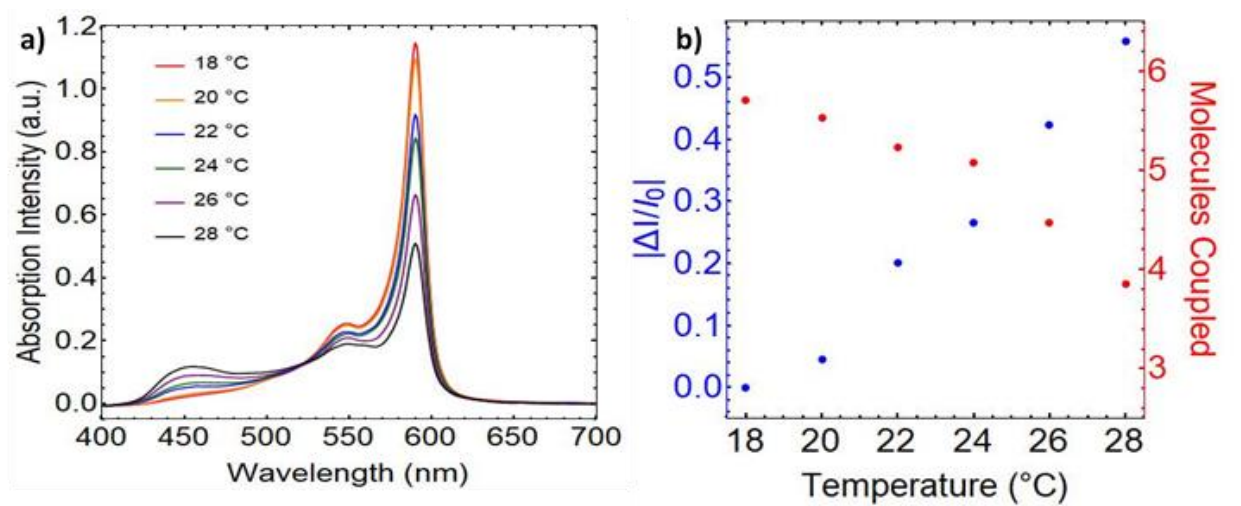 a)
1.2
1.0
0.8
0.6
0.4
0.2
0.0
Absorption Intensity (a.u.)
18 °C
20 °C
22 °C
24 °C
26 °C
28 °C
400 450 500 550 600 650 700
Wavelength (nm)
b)
0.5
0.4
0.3
0.2
0.1
0.0
|ΔI/I₀|
6
5
4
3
Molecules Coupled
18 20 22 24 26 28
Temperature (°C)